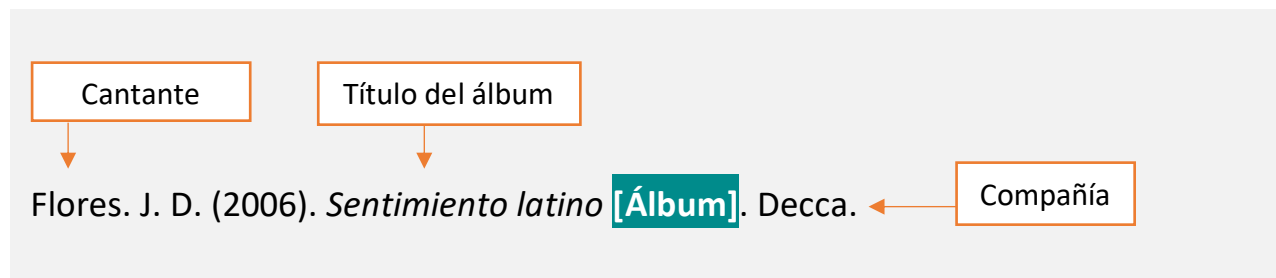 Cantante
Título del álbum
Flores. J. D. (2006). Sentimiento latino [Álbum]. Decca.
Compañía